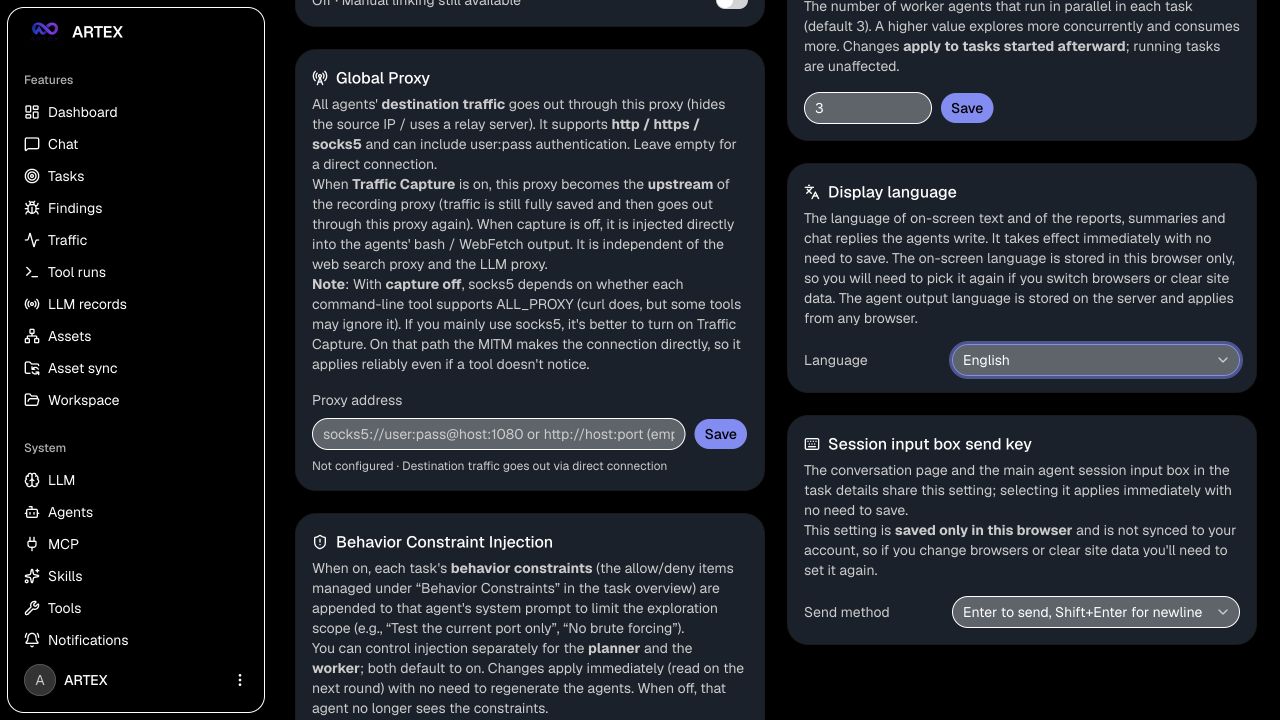 ARTEX
Features
Dashboard
Chat
Tasks
Findings
Traffic
Tool runs
LLM records
Assets
Asset sync
Workspace
System
LLM
Agents
MCP
Skills
Tools
Notifications
A
ARTEX
Off · Manual linking still available
Global Proxy
All agents' destination traffic goes out through this proxy (hides
the source IP / uses a relay server). It supports http / https /
socks5 and can include user:pass authentication. Leave empty for
a direct connection.
When Traffic Capture is on, this proxy becomes the upstream of
the recording proxy (traffic is still fully saved and then goes out
through this proxy again). When capture is off, it is injected directly
into the agents' bash / WebFetch output. It is independent of the
web search proxy and the LLM proxy.
Note: With capture off, socks5 depends on whether each
command-line tool supports ALL_PROXY (curl does, but some tools
may ignore it). If you mainly use socks5, it's better to turn on Traffic
Capture. On that path the MITM makes the connection directly, so it
applies reliably even if a tool doesn't notice.
Proxy address
socks5://user:pass@host:1080 or http://host:port (emp
Save
Not configured · Destination traffic goes out via direct connection
Behavior Constraint Injection
When on, each task's behavior constraints (the allow/deny items
managed under “Behavior Constraints” in the task overview) are
appended to that agent's system prompt to limit the exploration
scope (e.g., “Test the current port only”, “No brute forcing”).
You can control injection separately for the planner and the
worker; both default to on. Changes apply immediately (read on the
next round) with no need to regenerate the agents. When off, that
agent no longer sees the constraints.
The number of worker agents that run in parallel in each task
(default 3). A higher value explores more concurrently and consumes
more. Changes apply to tasks started afterward; running tasks
are unaffected.
3
Save
Display language
The language of on-screen text and of the reports, summaries and
chat replies the agents write. It takes effect immediately with no
need to save. The on-screen language is stored in this browser only,
so you will need to pick it again if you switch browsers or clear site
data. The agent output language is stored on the server and applies
from any browser.
Language
English
Session input box send key
The conversation page and the main agent session input box in the
task details share this setting; selecting it applies immediately with
no need to save.
This setting is saved only in this browser and is not synced to your
account, so if you change browsers or clear site data you'll need to
set it again.
Send method
Enter to send, Shift+Enter for newline